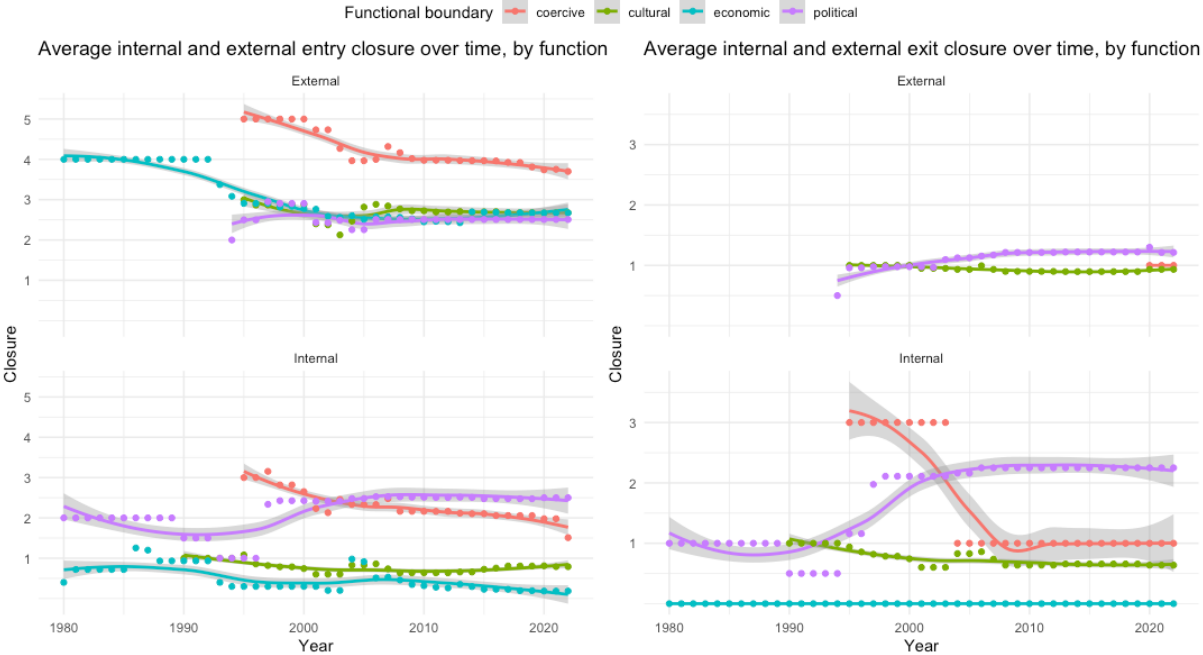 Functional boundary coercive cultural economic political
Average internal and external entry closure over time, by function
External
5
4
3
2
1
Internal
5
4
3
2
1
Closure
1980 1990 2000 2010 2020
Year
Average internal and external exit closure over time, by function
External
3
2
1
Internal
3
2
1
0
Closure
1980 1990 2000 2010 2020
Year